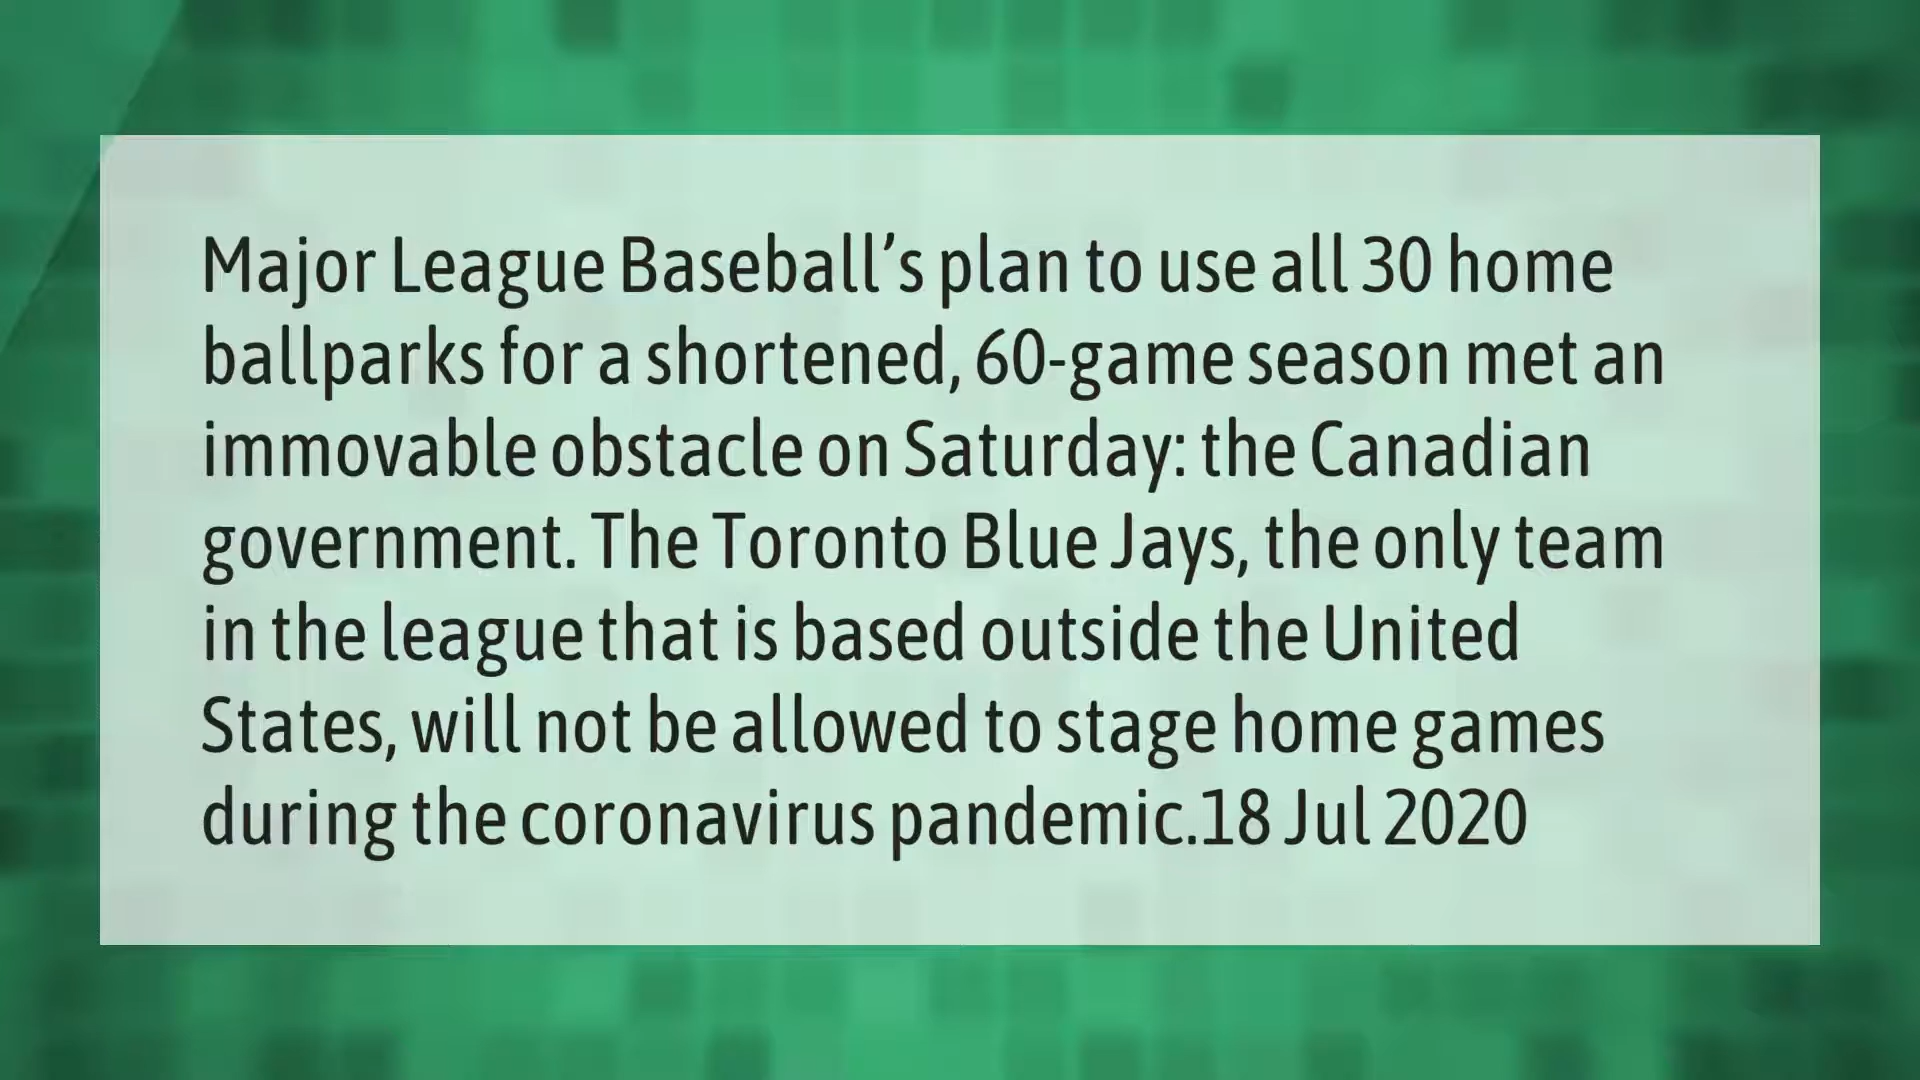 Major League Baseball’s plan to use all 30 home
ballparks for a shortened, 60-game season met an
immovable obstacle on Saturday: the Canadian
government. The Toronto Blue Jays, the only team
in the league that is based outside the United
States, will not be allowed to stage home games
during the coronavirus pandemic.18 Jul 2020